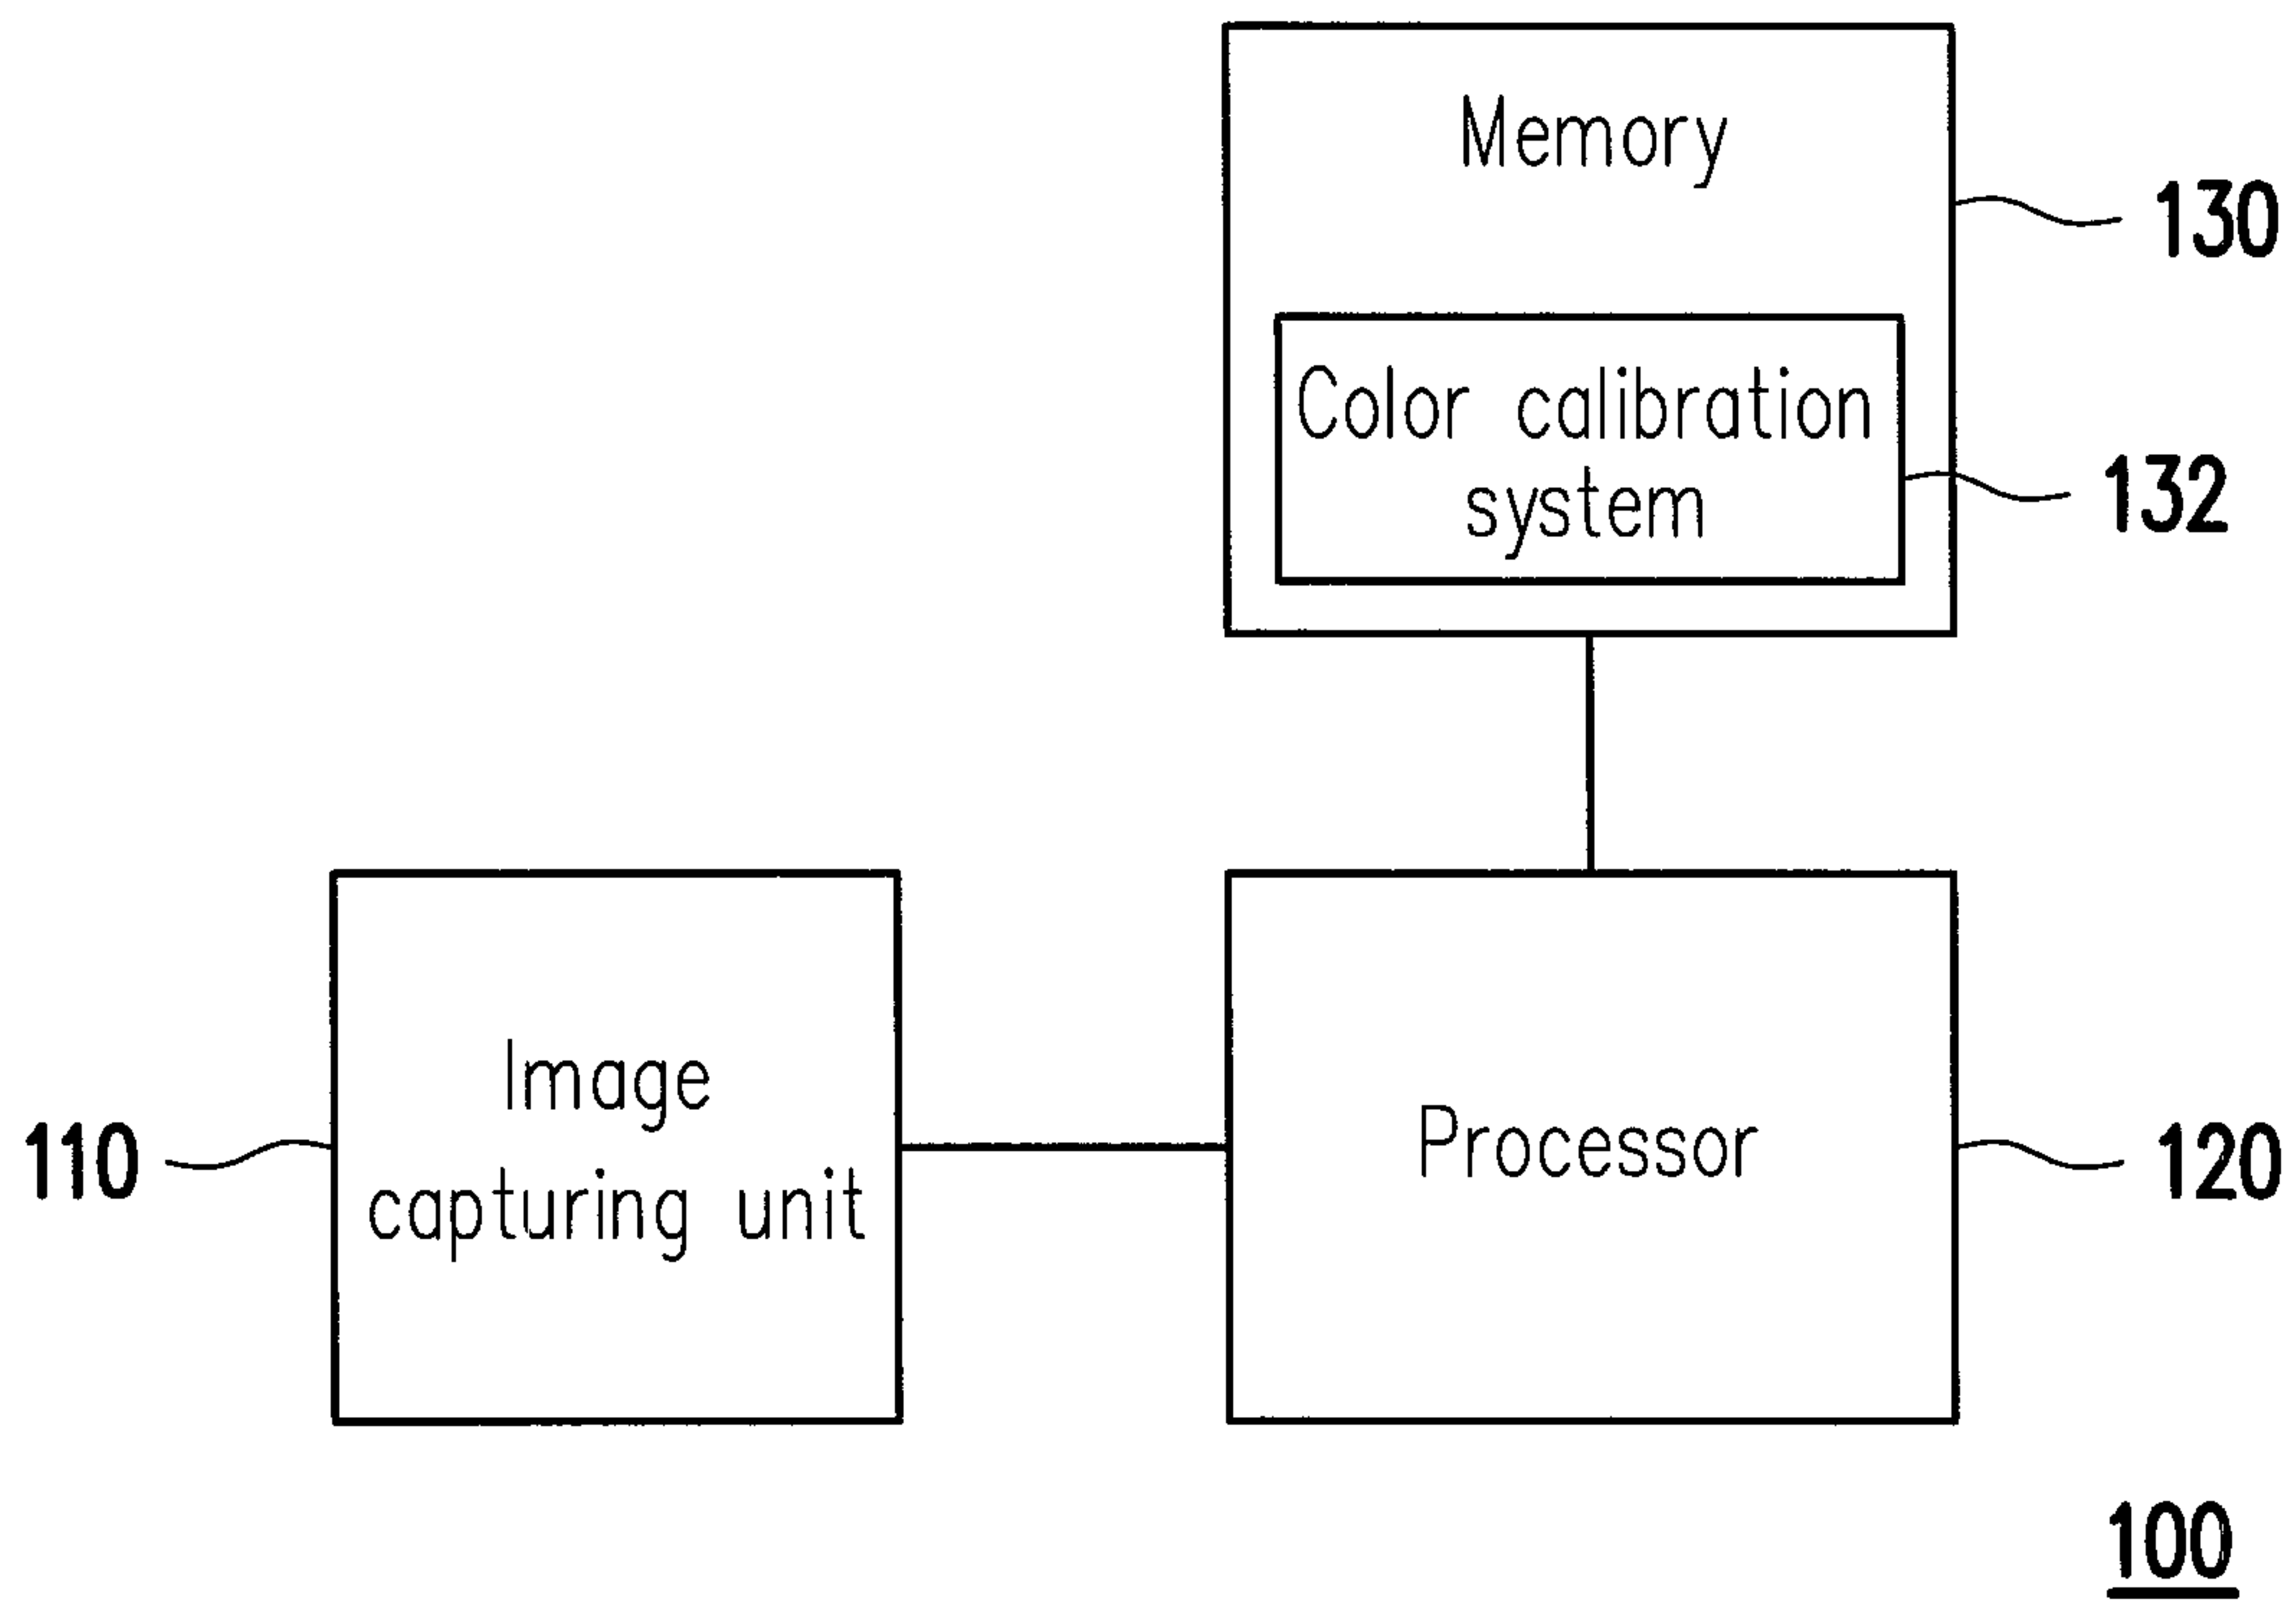 Memory
130
Color calibration
system
132
Image
capturing unit
110
Processor
120
100